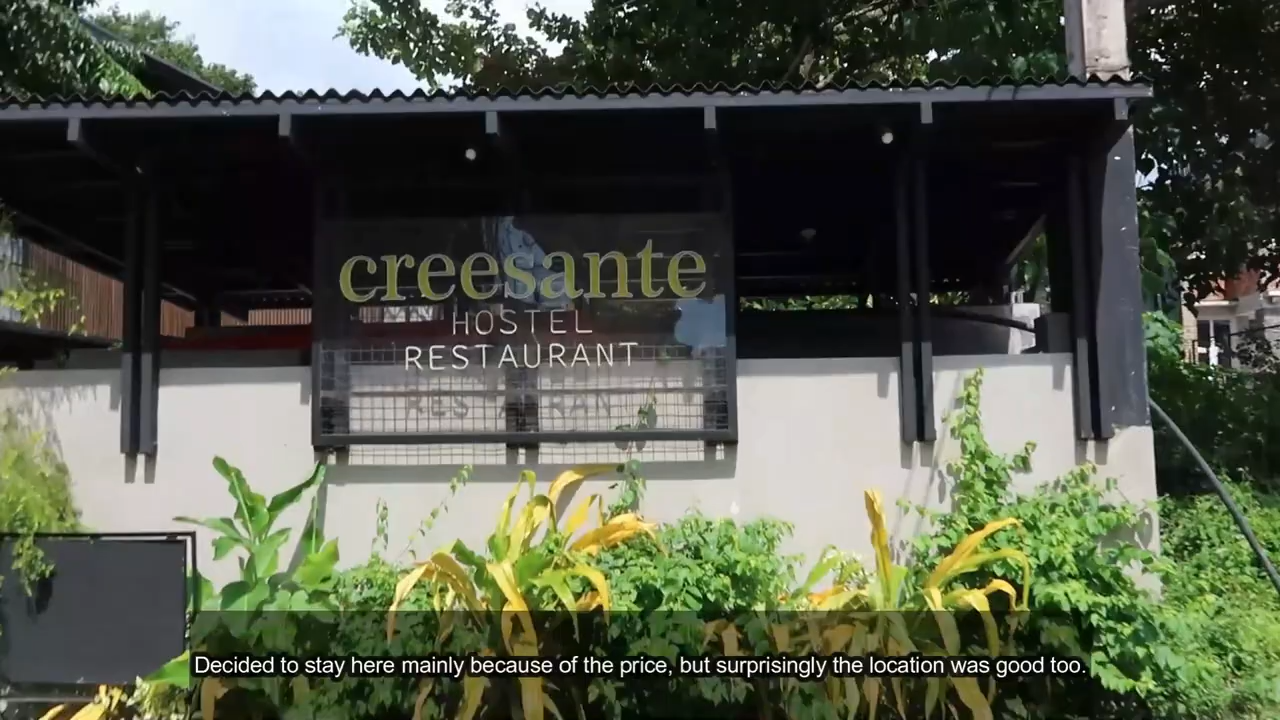 creesante
HOSTEL
RESTAURANT
Decided to stay here mainly because of the price, but surprisingly the location was good too.